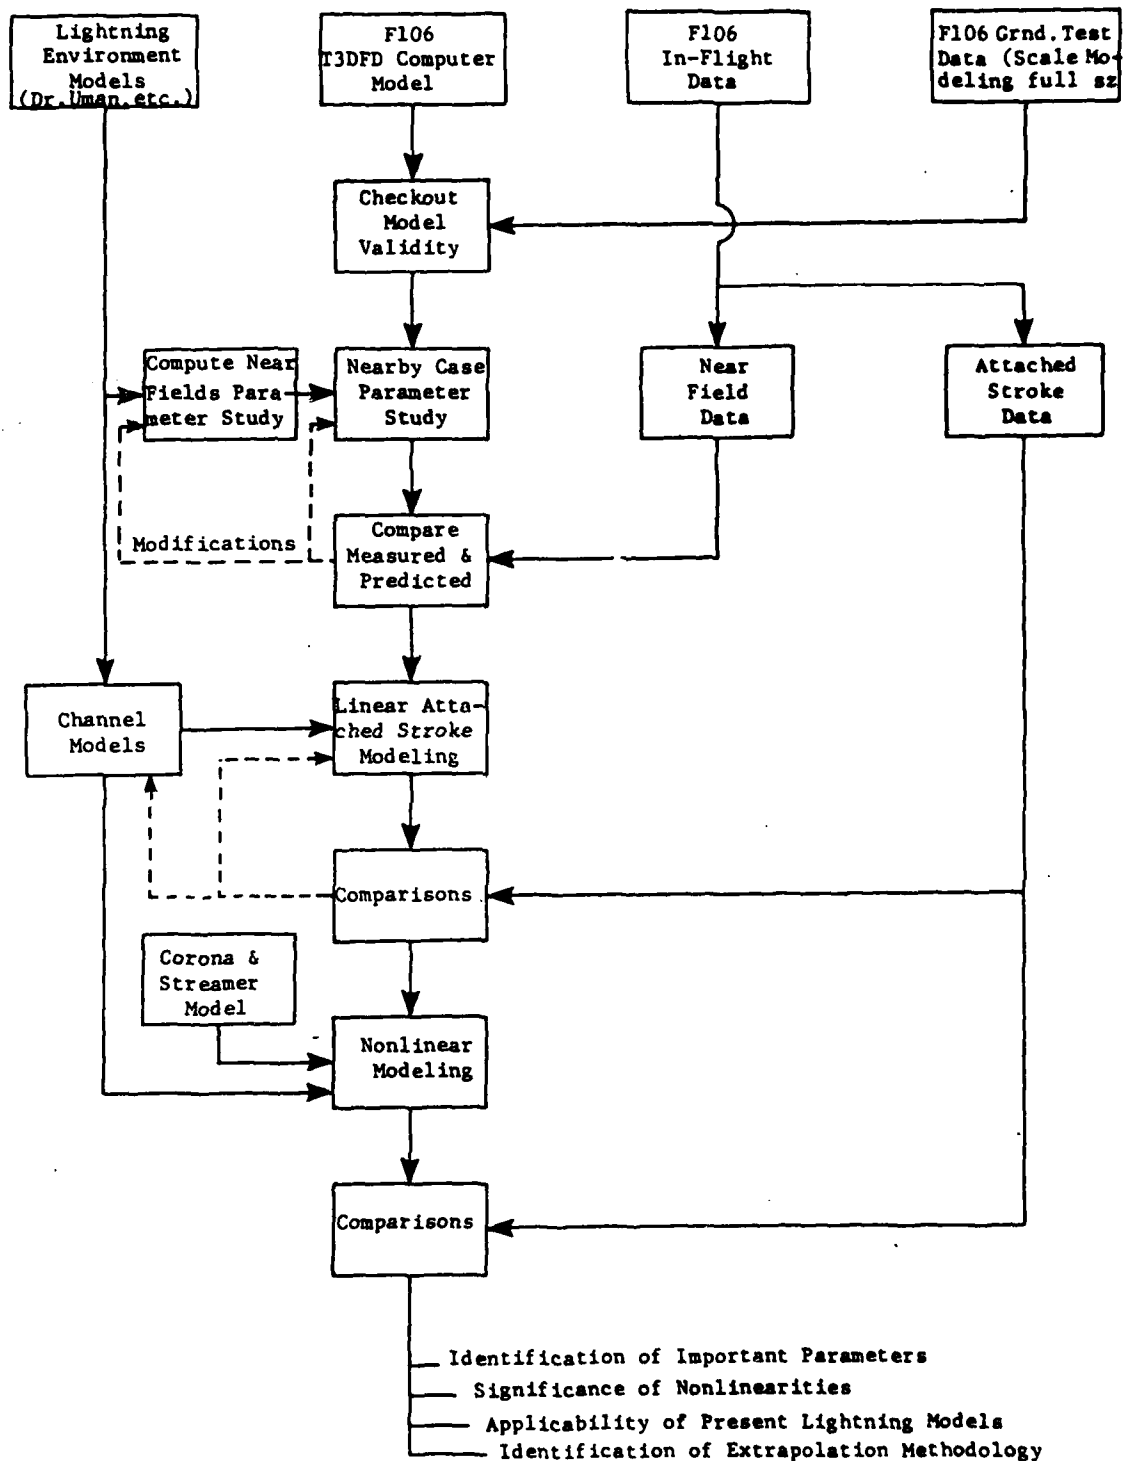 Lightning
Environment
Models
(Dr.Uman.etc.)
F106
T3DFD Computer
Model
F106
In-Flight
Data
F106 Grnd.Test
Data (Scale Mo-
deling full sz
Checkout
Model
Validity
Compute Near
Fields Para-
meter Study
Nearby Case
Parameter
Study
Near
Field
Data
Attached
Stroke
Data
Modifications
Compare
Measured &
Predicted
Channel
Models
Linear Atta-
ched Stroke
Modeling
Comparisons
Corona &
Streamer
Model
Nonlinear
Modeling
Comparisons
Identification of Important Parameters
Significance of Nonlinearities
Applicability of Present Lightning Models
Identification of Extrapolation Methodology